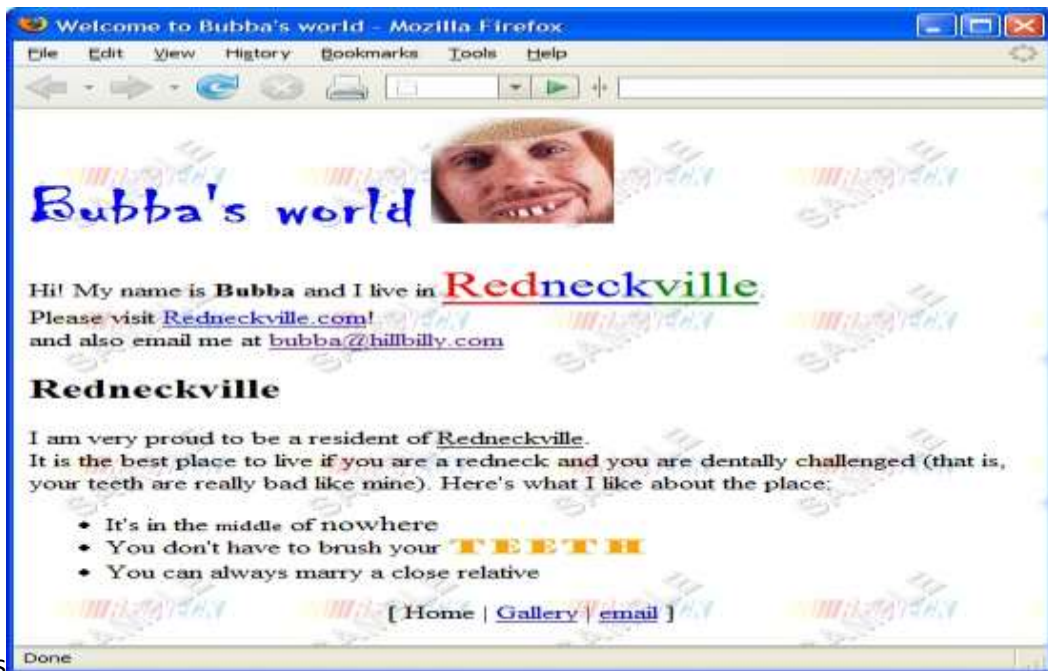 Welcome to Bubba's world - Mozilla Firefox
File Edit View History Bookmarks Tools Help
Bubba's world
Hi! My name is Bubba and I live in Redneckville.
Please visit Redneckville.com!
and also email me at bubba@hillbilly.com
Redneckville
I am very proud to be a resident of Redneckville.
It is the best place to live if you are a redneck and you are dentally challenged (that is,
your teeth are really bad like mine). Here's what I like about the place:
• It's in the middle of nowhere
• You don't have to brush your TEETH
• You can always marry a close relative
[ Home | Gallery | email ]
s
Done
SAMPLE